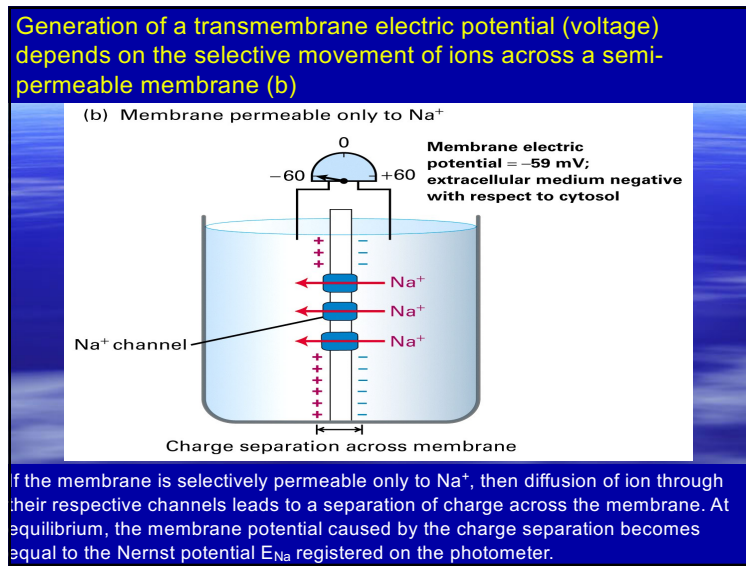 Generation of a transmembrane electric potential (voltage)
depends on the selective movement of ions across a semi-
permeable membrane (b)
(b) Membrane permeable only to Na⁺
0
−60
+60
Membrane electric
potential = −59 mV;
extracellular medium negative
with respect to cytosol
+ −
+ −
+ −
Na⁺
Na⁺
Na⁺
Na⁺ channel
+ −
+ −
+ −
+ −
+ −
+ −
Charge separation across membrane
If the membrane is selectively permeable only to Na⁺, then diffusion of ion through
their respective channels leads to a separation of charge across the membrane. At
equilibrium, the membrane potential caused by the charge separation becomes
equal to the Nernst potential E_Na registered on the photometer.